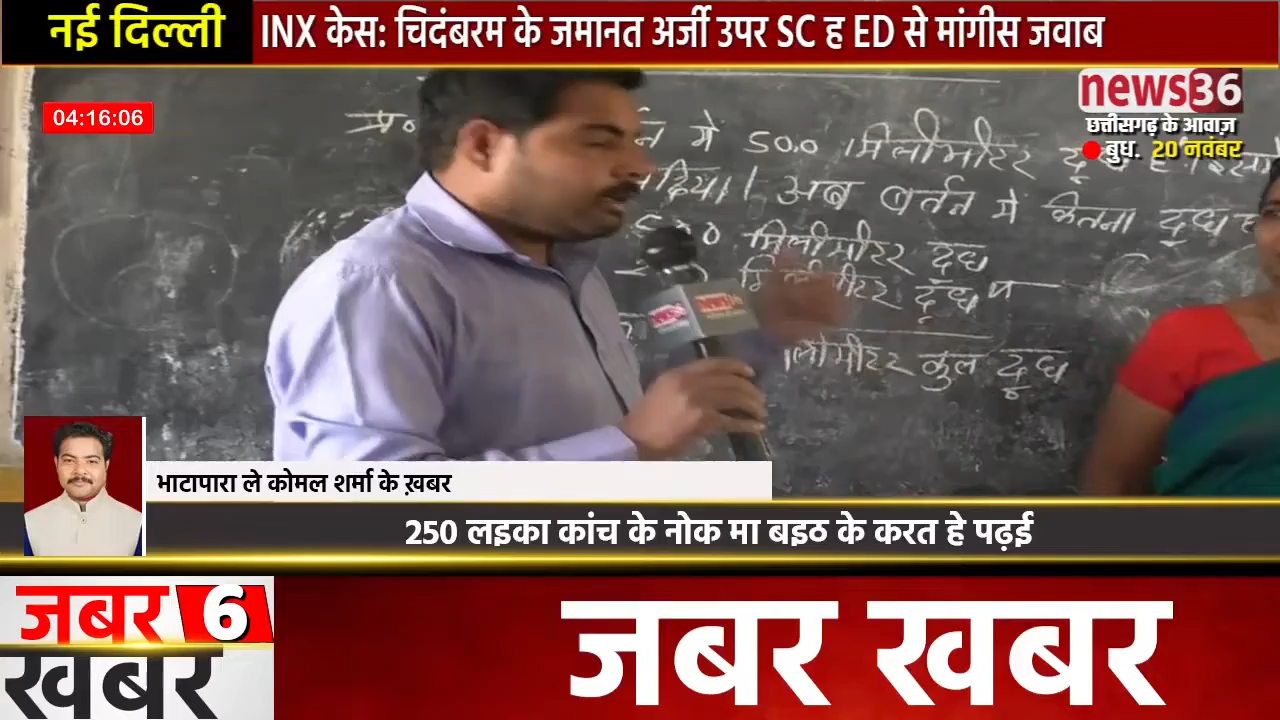 नई दिल्ली
INX केस: चिदंबरम के जमानत अर्जी उपर SC ह ED से मांगीस जवाब
04:16:06
news36
छत्तीसगढ़ के आवाज़
बुध. 20 नवंबर
में 500 मिलीमीटर
दिया। अब बर्तन में कितना दूध
मिलीमीटर दूध
दूध
कुल दूध
भाटापारा ले कोमल शर्मा के ख़बर
250 लइका कांच के नोक मा बइठ के करत हे पढ़ई
जबर 6
खबर
जबर खबर